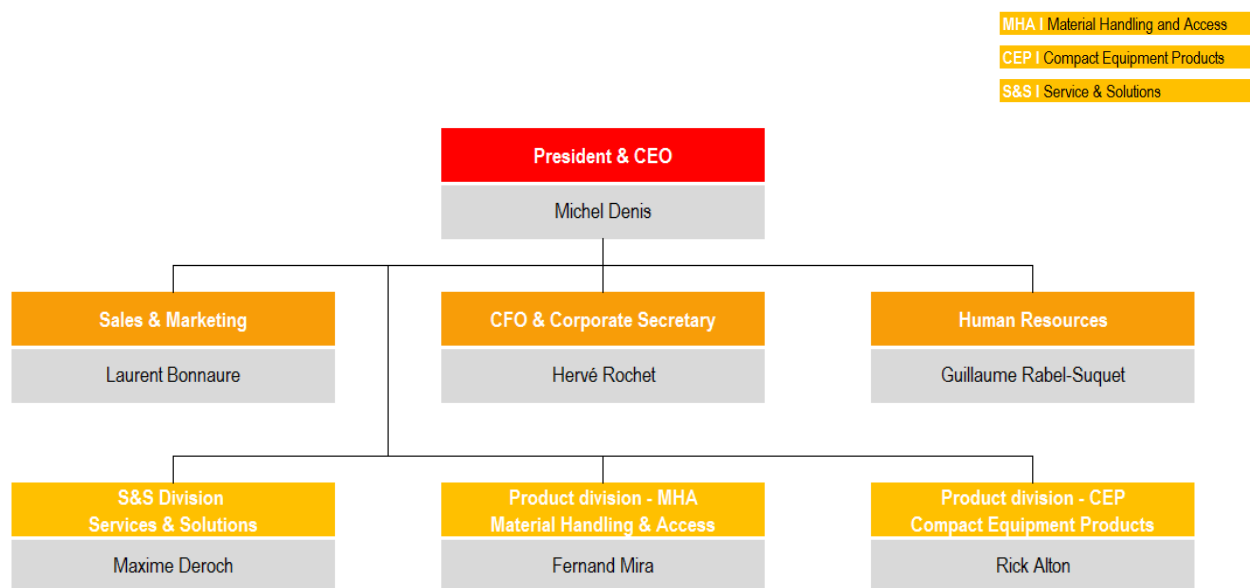 MHA I Material Handling and Access
CEP I Compact Equipment Products
S&S I Service & Solutions
President & CEO
Michel Denis
Sales & Marketing
Laurent Bonnaure
CFO & Corporate Secretary
Hervé Rochet
Human Resources
Guillaume Rabel-Suquet
S&S Division
Services & Solutions
Maxime Deroch
Product division - MHA
Material Handling & Access
Fernand Mira
Product division - CEP
Compact Equipment Products
Rick Alton